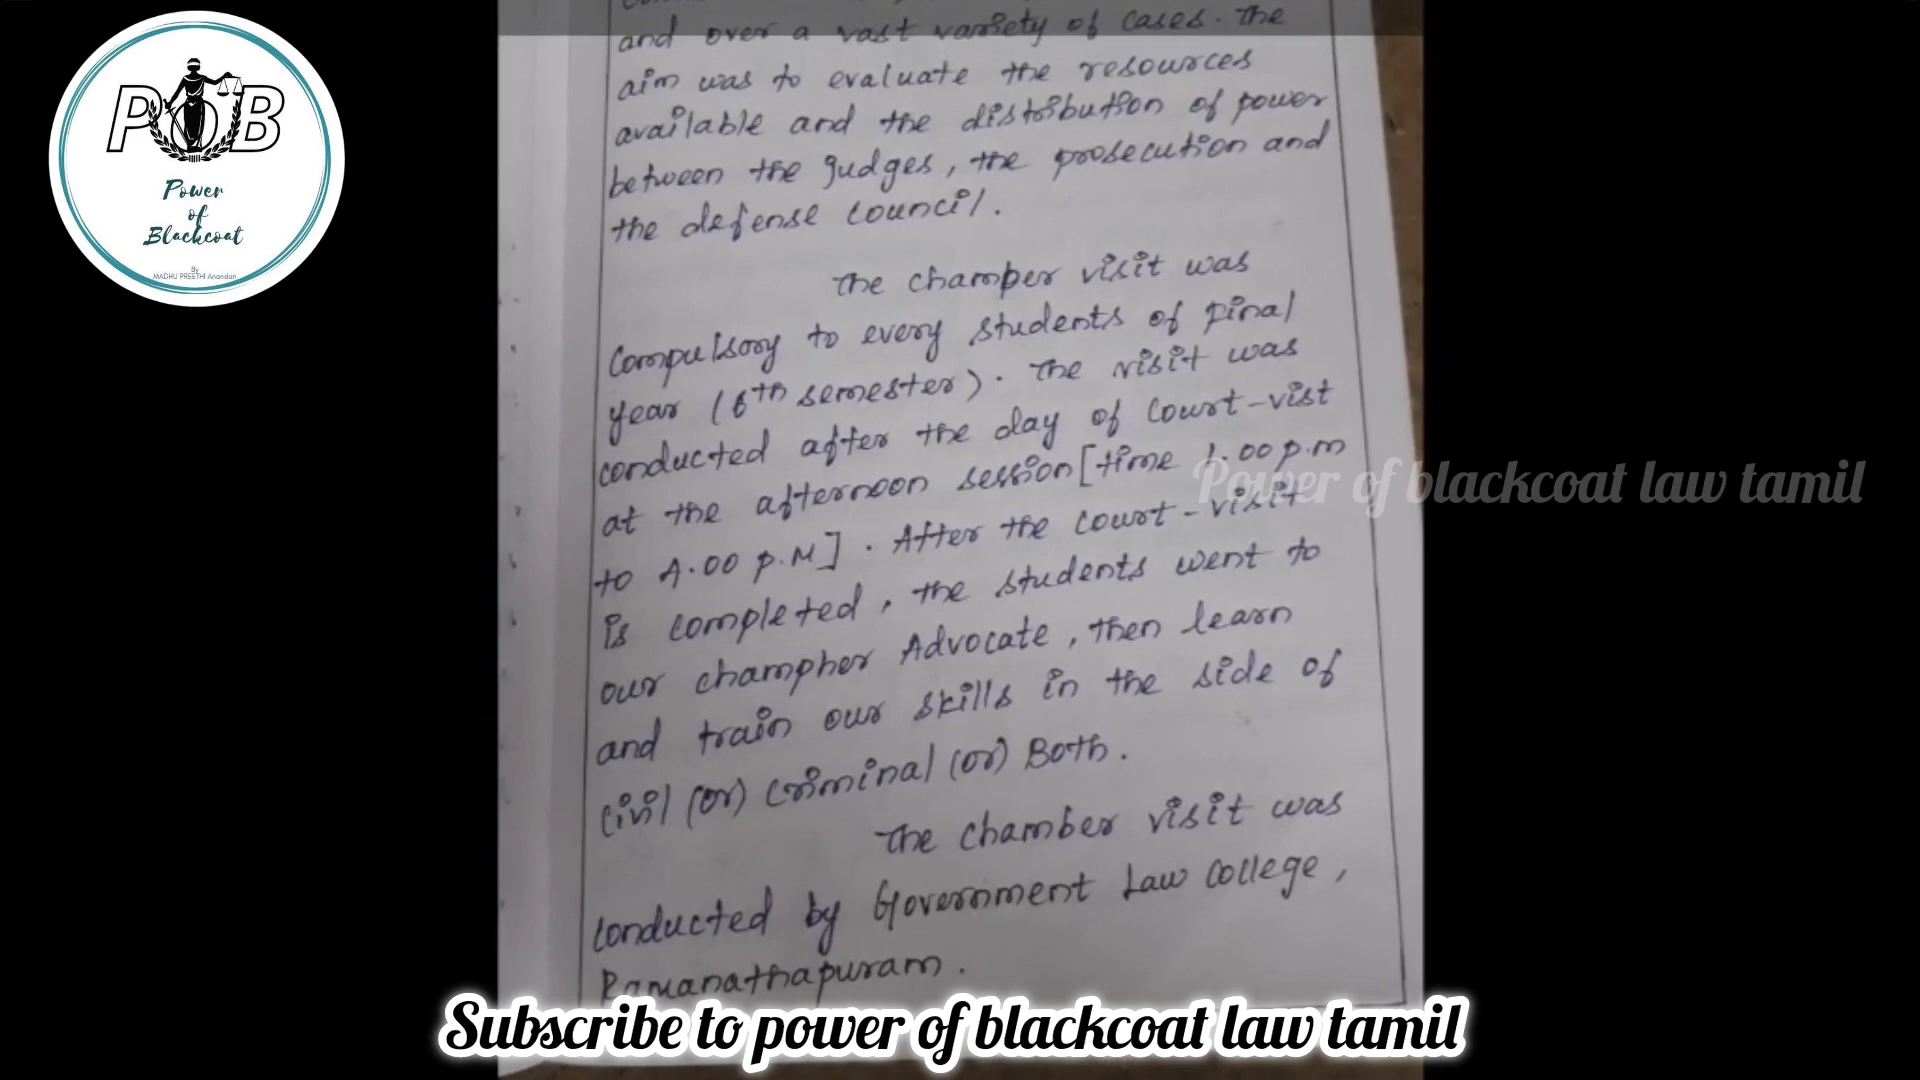 POB
Power
of
Blackcoat
By
MADHU PREETHI Anandan
and over a vast variety of cases. The
aim was to evaluate the resources
available and the distribution of power
between the judges, the prosecution and
the defense council.
The champer visit was
Compulsory to every students of final
year (6th semester). The visit was
conducted after the day of court-vist
at the afternoon session [time 1.00 p.m
to 4.00 p.M]. After the court-visit
is completed, the students went to
our champher Advocate, then learn
and train our skills in the side of
civil (or) criminal (or) Both.
The chamber visit was
conducted by Government Law College,
Ramanathapuram.
Power of blackcoat law tamil
Subscribe to power of blackcoat law tamil